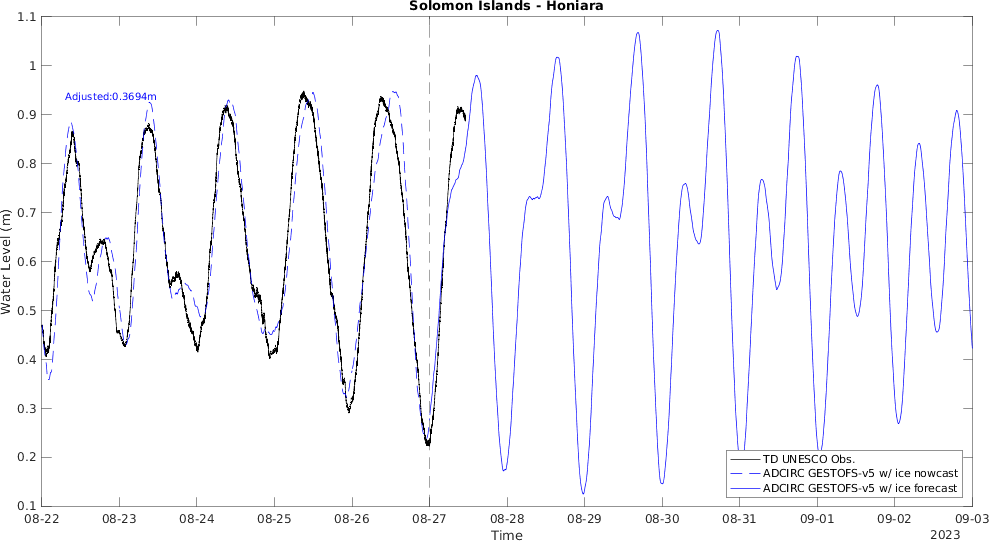 Solomon Islands - Honiara
1.1
1
0.9
0.8
0.7
0.6
0.5
0.4
0.3
0.2
0.1
Water Level (m)
Adjusted:0.3694m
TD UNESCO Obs.
ADCIRC GESTOFS-v5 w/ ice nowcast
ADCIRC GESTOFS-v5 w/ ice forecast
08-22 08-23 08-24 08-25 08-26 08-27 08-28 08-29 08-30 08-31 09-01 09-02 09-03
Time
2023